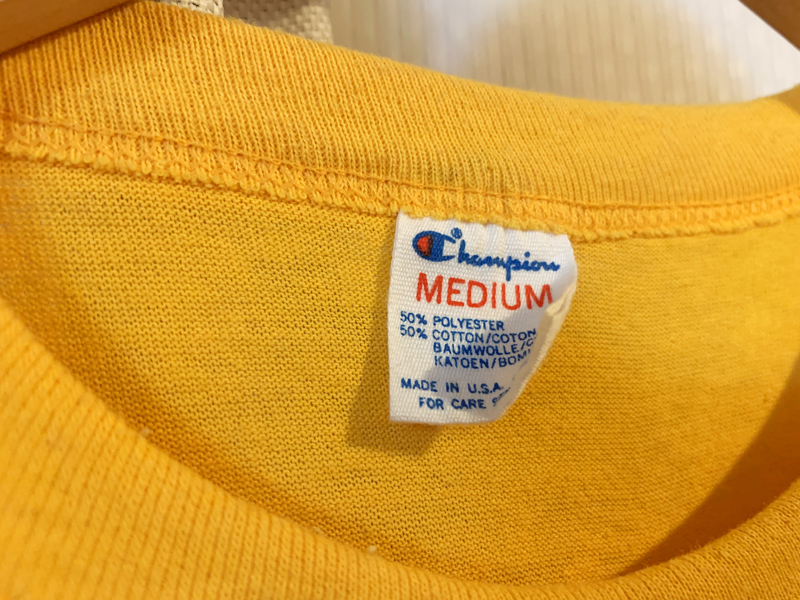 Champion®
MEDIUM
50% POLYESTER
50% COTTON/COTON
BAUMWOLLE/
KATOEN/
MADE IN U.S.A.
FOR CARE